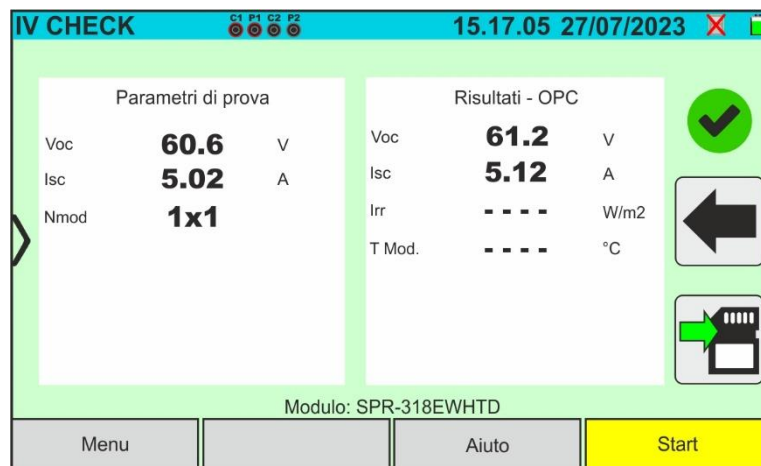 IV CHECK C1 P1 C2 P2 15.17.05 27/07/2023
Parametri di prova
Voc 60.6 V
Isc 5.02 A
Nmod 1x1
Risultati - OPC
Voc 61.2 V
Isc 5.12 A
Irr - - - - W/m2
T Mod. - - - - °C
Modulo: SPR-318EWHTD
Menu Aiuto Start